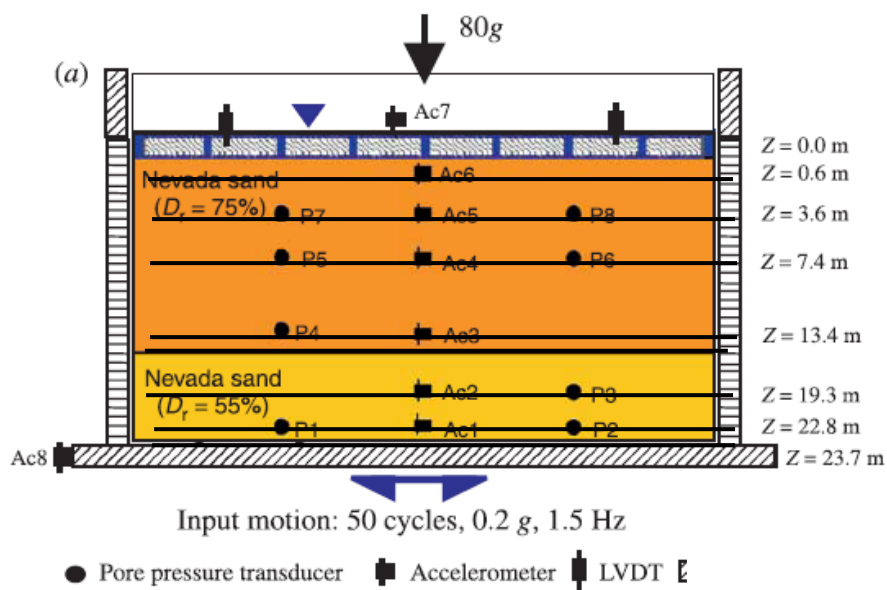 80g
(a)
Ac7
Z = 0.0 m
Nevada sand
Ac6
Z = 0.6 m
(Dr = 75%)
P7
Ac5
P8
Z = 3.6 m
P5
Ac4
P6
Z = 7.4 m
P4
Ac3
Z = 13.4 m
Nevada sand
(Dr = 55%)
Ac2
P3
Z = 19.3 m
P1
Ac1
P2
Z = 22.8 m
Ac8
Z = 23.7 m
Input motion: 50 cycles, 0.2 g, 1.5 Hz
Pore pressure transducer
Accelerometer
LVDT